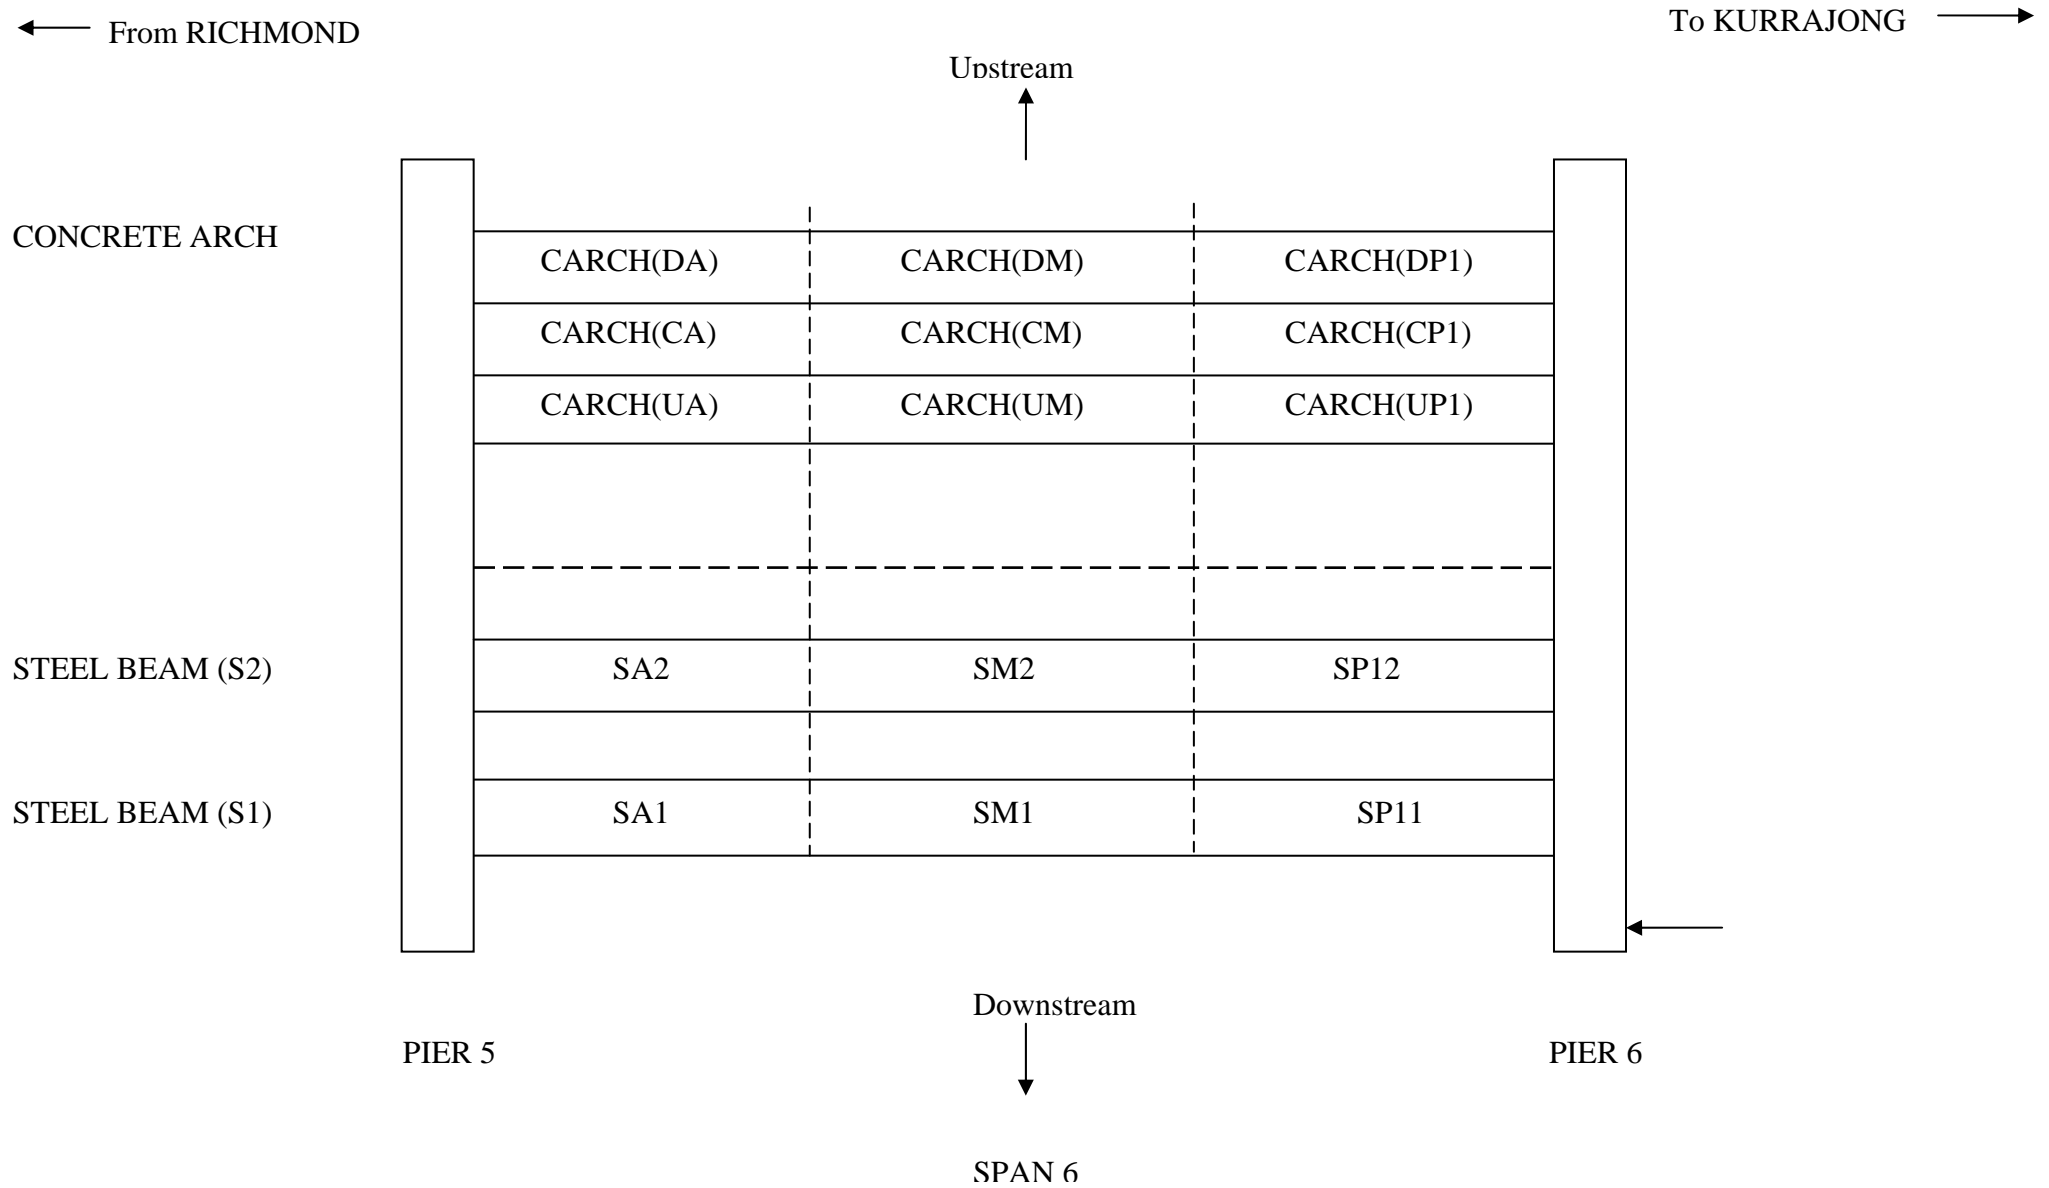 From RICHMOND
To KURRAJONG
Upstream
CONCRETE ARCH
CARCH(DA) CARCH(DM) CARCH(DP1)
CARCH(CA) CARCH(CM) CARCH(CP1)
CARCH(UA) CARCH(UM) CARCH(UP1)
STEEL BEAM (S2) SA2 SM2 SP12
STEEL BEAM (S1) SA1 SM1 SP11
Downstream
PIER 5 PIER 6
SPAN 6